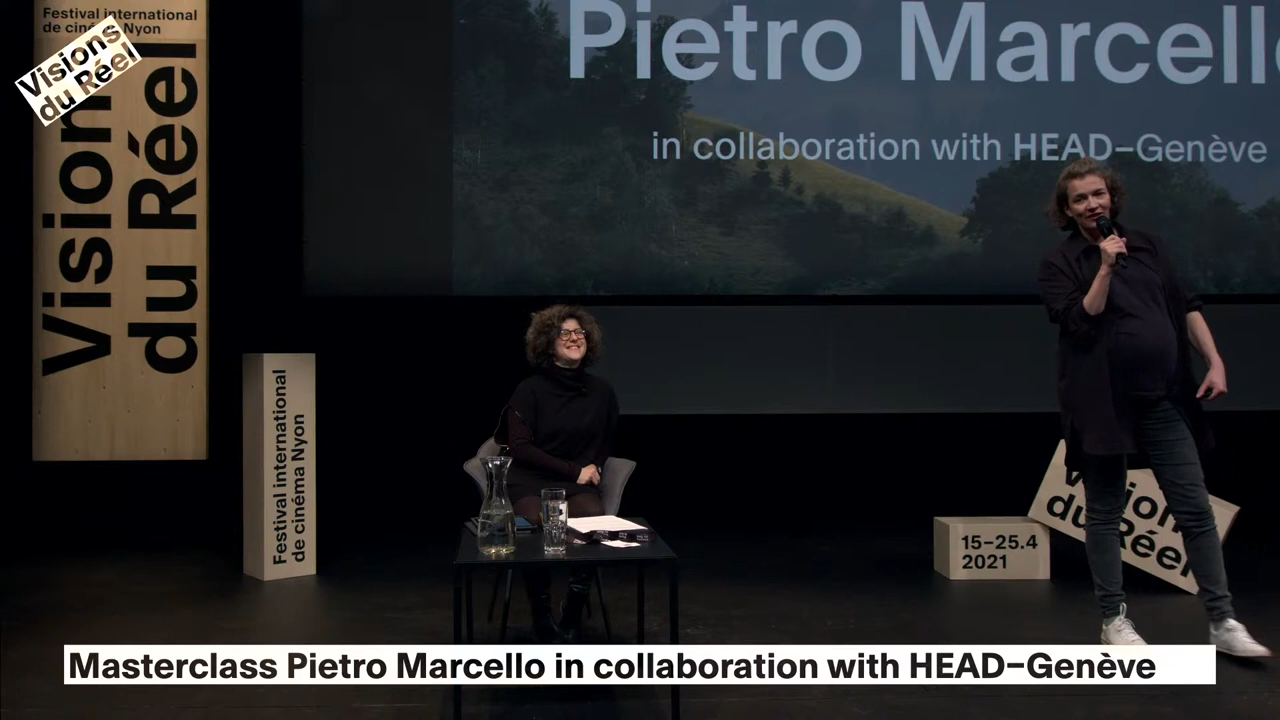 Festival international
de cinéma Nyon
Visions
du Réel
Visions
du Réel
Pietro Marcello
in collaboration with HEAD–Genève
Festival international
de cinéma Nyon
15–25.4
2021
Visions
du Réel
Masterclass Pietro Marcello in collaboration with HEAD–Genève